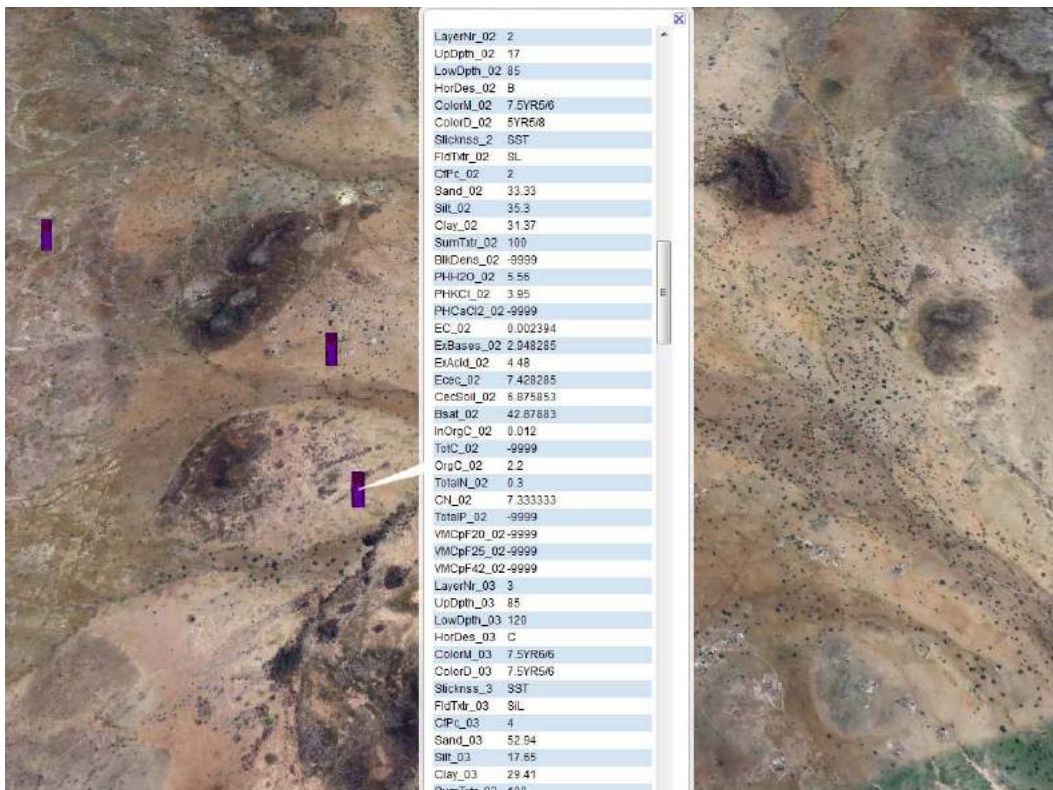 LayerNr_02 2
UpDpth_02 17
LowDpth_02 85
HorDes_02 B
ColorM_02 7.5YR5/6
ColorD_02 5YR5/8
Sticknss_2 SST
FldTxtr_02 SL
CfPc_02 2
Sand_02 33.33
Silt_02 35.3
Clay_02 31.37
SumTxtr_02 100
BlkDens_02 -9999
PHH2O_02 5.56
PHKCl_02 3.95
PHCaCl2_02 -9999
EC_02 0.002394
ExBases_02 2.948285
ExAcid_02 4.48
Ecec_02 7.428285
CecSoil_02 6.875853
Bsat_02 42.87883
InOrgC_02 0.012
TotC_02 -9999
OrgC_02 2.2
TotalN_02 0.3
CN_02 7.333333
TotalP_02 -9999
VMCpF20_02 -9999
VMCpF25_02 -9999
VMCpF42_02 -9999
LayerNr_03 3
UpDpth_03 85
LowDpth_03 120
HorDes_03 C
ColorM_03 7.5YR6/6
ColorD_03 7.5YR5/6
Sticknss_3 SST
FldTxtr_03 SiL
CfPc_03 4
Sand_03 52.94
Silt_03 17.65
Clay_03 29.41